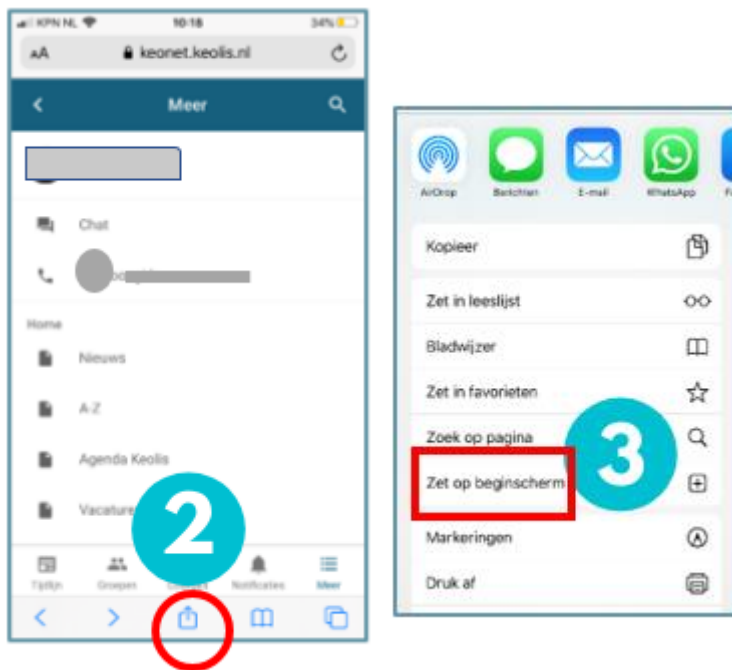 KPN NL 10:18 34%
AA keonet.keolis.nl
Meer
Chat
Home
Nieuws
A-Z
Agenda Keolis
Vacature
2
Tijdlijn Groepen Notificaties Meer
AirDrop Berichten E-mail WhatsApp
Kopieer
Zet in leeslijst
Bladwijzer
Zet in favorieten
Zoek op pagina
3
Zet op beginscherm
Markeringen
Druk af